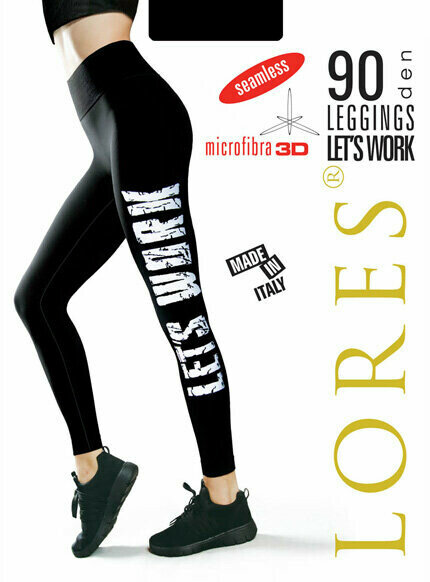 seamless
microfibra 3D
90 den
LEGGINGS
LET'S WORK
LORES®
MADE IN
ITALY
LET'S WORK